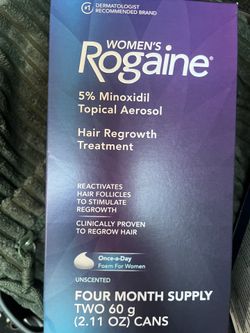 #1 DERMATOLOGIST
RECOMMENDED BRAND
WOMEN'S
Rogaine®
5% Minoxidil
Topical Aerosol
Hair Regrowth
Treatment
REACTIVATES
HAIR FOLLICLES
TO STIMULATE
REGROWTH
CLINICALLY PROVEN
TO REGROW HAIR
Once-a-Day
Foam For Women
UNSCENTED
FOUR MONTH SUPPLY
TWO 60 g
(2.11 OZ) CANS